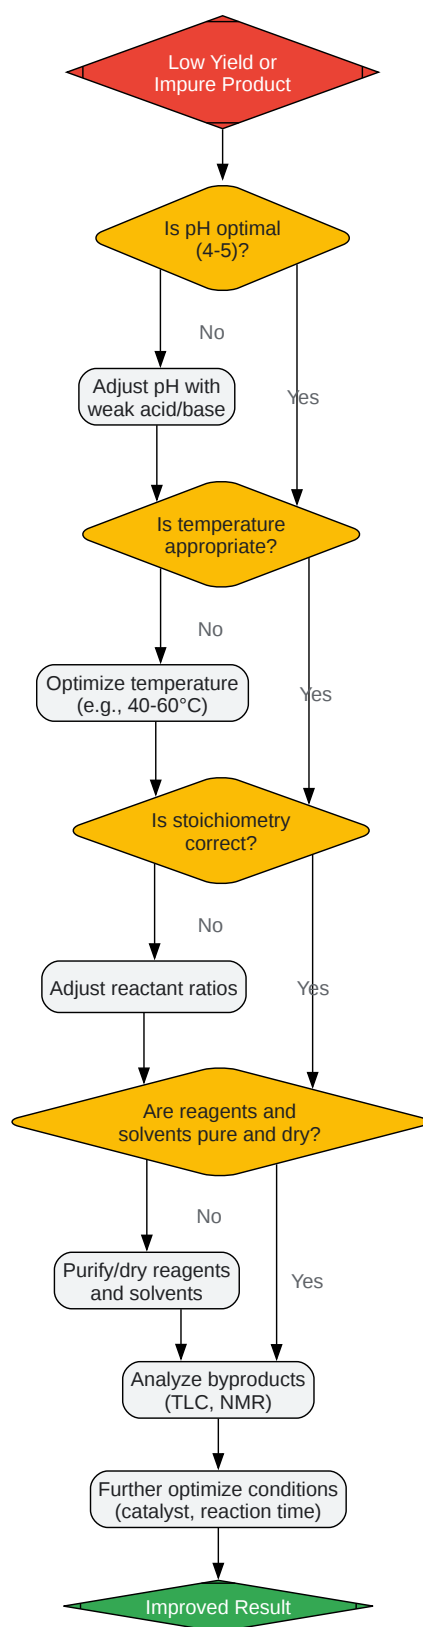 Low Yield or
Impure Product
Is pH optimal
(4-5)?
No
Adjust pH with
weak acid/base
Yes
Is temperature
appropriate?
No
Optimize temperature
(e.g., 40-60°C)
Yes
Is stoichiometry
correct?
No
Adjust reactant ratios
Yes
Are reagents and
solvents pure and dry?
No
Purify/dry reagents
and solvents
Yes
Analyze byproducts
(TLC, NMR)
Further optimize conditions
(catalyst, reaction time)
Improved Result